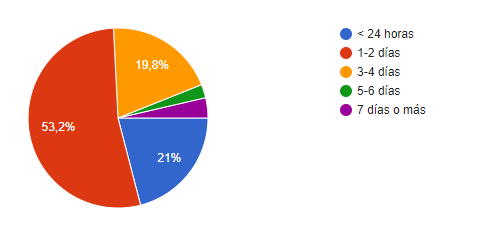 19,8%
53,2%
21%
< 24 horas
1-2 días
3-4 días
5-6 días
7 días o más